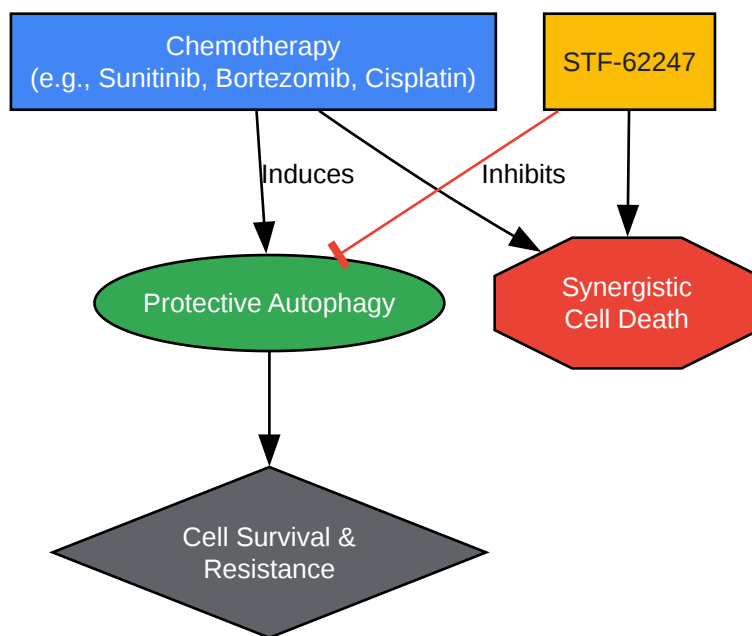 Chemotherapy
(e.g., Sunitinib, Bortezomib, Cisplatin)
STF-62247
Induces
Inhibits
Protective Autophagy
Synergistic
Cell Death
Cell Survival &
Resistance